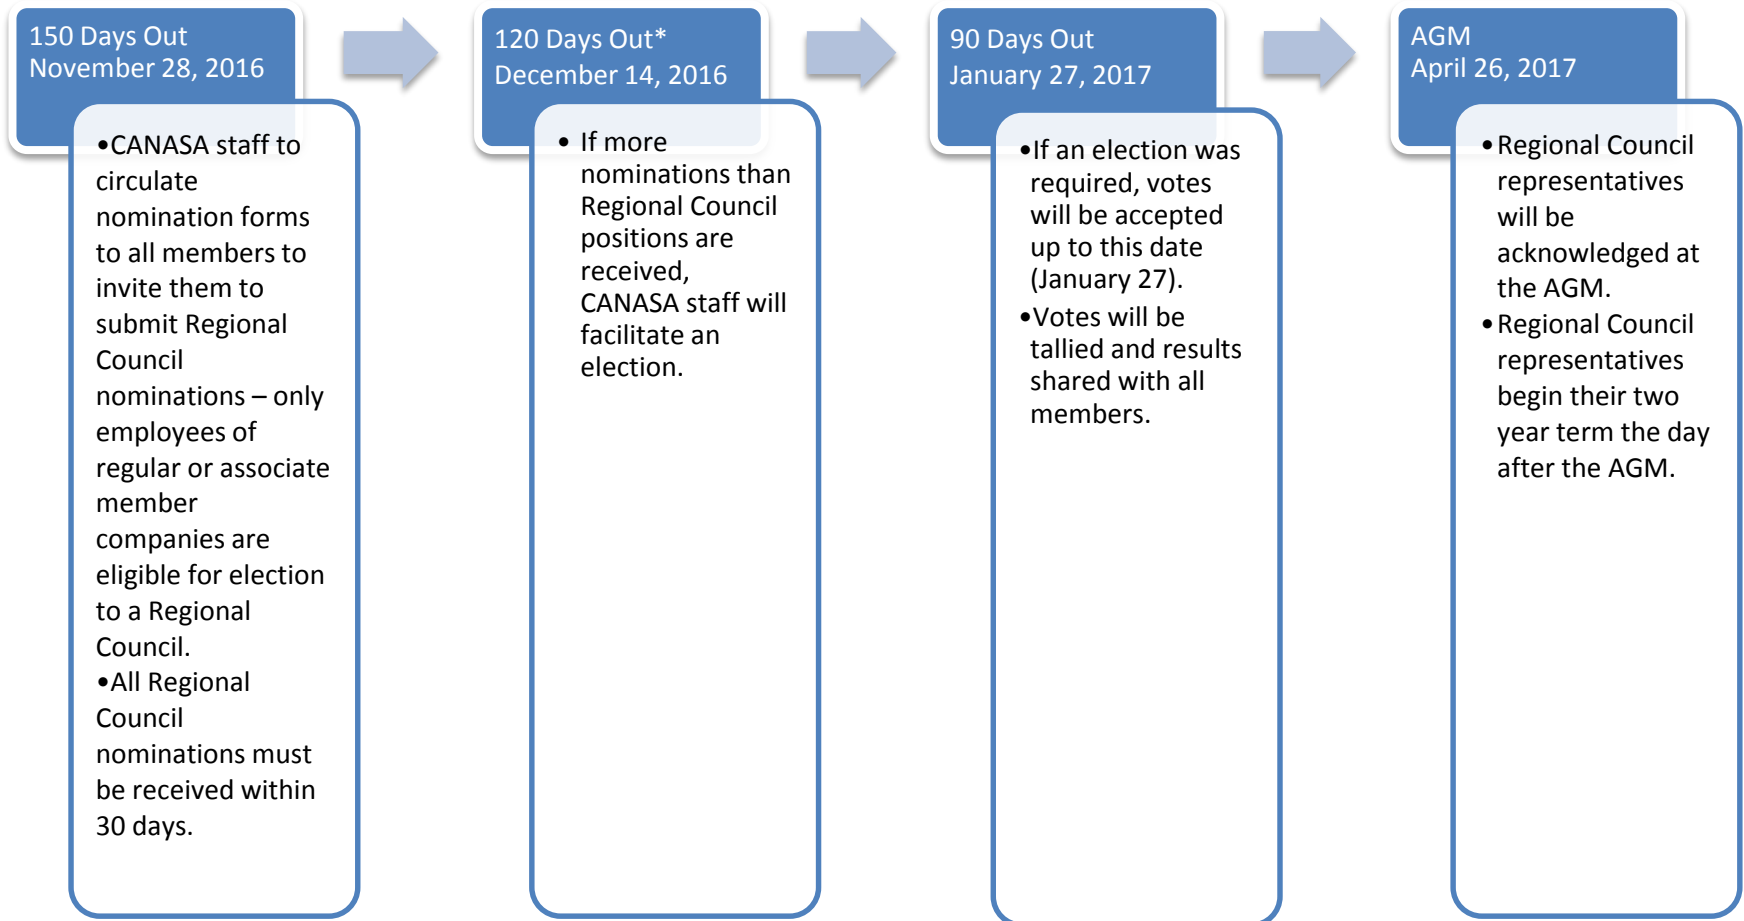 150 Days Out
November 28, 2016
•CANASA staff to
circulate
nomination forms
to all members to
invite them to
submit Regional
Council
nominations – only
employees of
regular or associate
member
companies are
eligible for election
to a Regional
Council.
•All Regional
Council
nominations must
be received within
30 days.
120 Days Out*
December 14, 2016
• If more
nominations than
Regional Council
positions are
received,
CANASA staff will
facilitate an
election.
90 Days Out
January 27, 2017
•If an election was
required, votes
will be accepted
up to this date
(January 27).
•Votes will be
tallied and results
shared with all
members.
AGM
April 26, 2017
•Regional Council
representatives
will be
acknowledged at
the AGM.
•Regional Council
representatives
begin their two
year term the day
after the AGM.